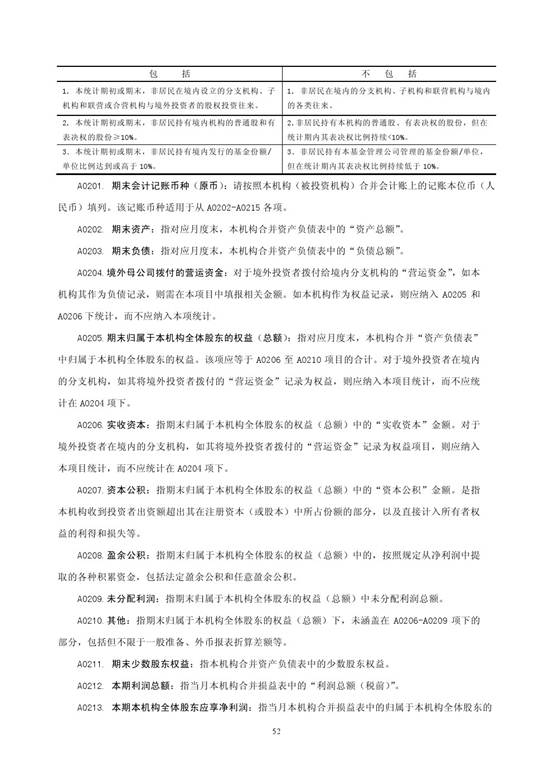 包 括 不 包 括
1. 本统计期初或期末，非居民在境内设立的分支机构、子 1. 非居民在境内的分支机构、子机构和联营机构与境内
机构和联营或合营机构与境外投资者的股权投资往来。 的各类往来。
2. 本统计期初或期末，非居民持有境内机构的普通股和有 2.非居民持有本机构的普通股、有表决权的股份，但在
表决权的股份≥10%。 统计期内其表决权比例持续<10%。
3. 本统计期初或期末，非居民持有境内发行的基金份额/ 3. 非居民持有本基金管理公司管理的基金份额/单位，
单位比例达到或高于 10%。 但在统计期内其表决权比例持续低于 10%。
A0201. 期末会计记账币种（原币）：请按照本机构（被投资机构）合并会计账上的记账本位币（人
民币）填列。该记账币种适用于从 A0202-A0215 各项。
A0202. 期末资产：指对应月度末，本机构合并资产负债表中的“资产总额”。
A0203. 期末负债：指对应月度末，本机构合并资产负债表中的“负债总额”。
A0204.境外母公司拨付的营运资金：对于境外投资者拨付给境内分支机构的“营运资金”，如本
机构其作为负债记录，则需在本项目中填报相关金额。如本机构作为权益记录，则应纳入 A0205 和
A0206 下统计，而不应纳入本项统计。
A0205.期末归属于本机构全体股东的权益（总额）：指对应月度末，本机构合并“资产负债表”
中归属于本机构全体股东的权益。该项应等于 A0206 至 A0210 项目的合计。对于境外投资者在境内
的分支机构，如其将境外投资者拨付的“营运资金”记录为权益，则应纳入本项目统计，而不应统
计在 A0204 项下。
A0206.实收资本：指期末归属于本机构全体股东的权益（总额）中的“实收资本”金额。对于
境外投资者在境内的分支机构，如其将境外投资者拨付的“营运资金”记录为权益项目，则应纳入
本项目统计，而不应统计在 A0204 项下。
A0207.资本公积：指期末归属于本机构全体股东的权益（总额）中的“资本公积”金额。是指
本机构收到投资者出资额超出其在注册资本（或股本）中所占份额的部分，以及直接计入所有者权
益的利得和损失等。
A0208.盈余公积：指期末归属于本机构全体股东的权益（总额）中的，按照规定从净利润中提
取的各种积累资金，包括法定盈余公积和任意盈余公积。
A0209.未分配利润：指期末归属于本机构全体股东的权益（总额）中未分配利润总额。
A0210.其他：指期末归属于本机构全体股东的权益（总额）下，未涵盖在 A0206-A0209 项下的
部分，包括但不限于一般准备、外币报表折算差额等。
A0211. 期末少数股东权益：指本机构合并资产负债表中的少数股东权益。
A0212. 本期利润总额：指当月本机构合并损益表中的“利润总额（税前）”。
A0213. 本期本机构全体股东应享净利润：指当月本机构合并损益表中的归属于本机构全体股东的
52